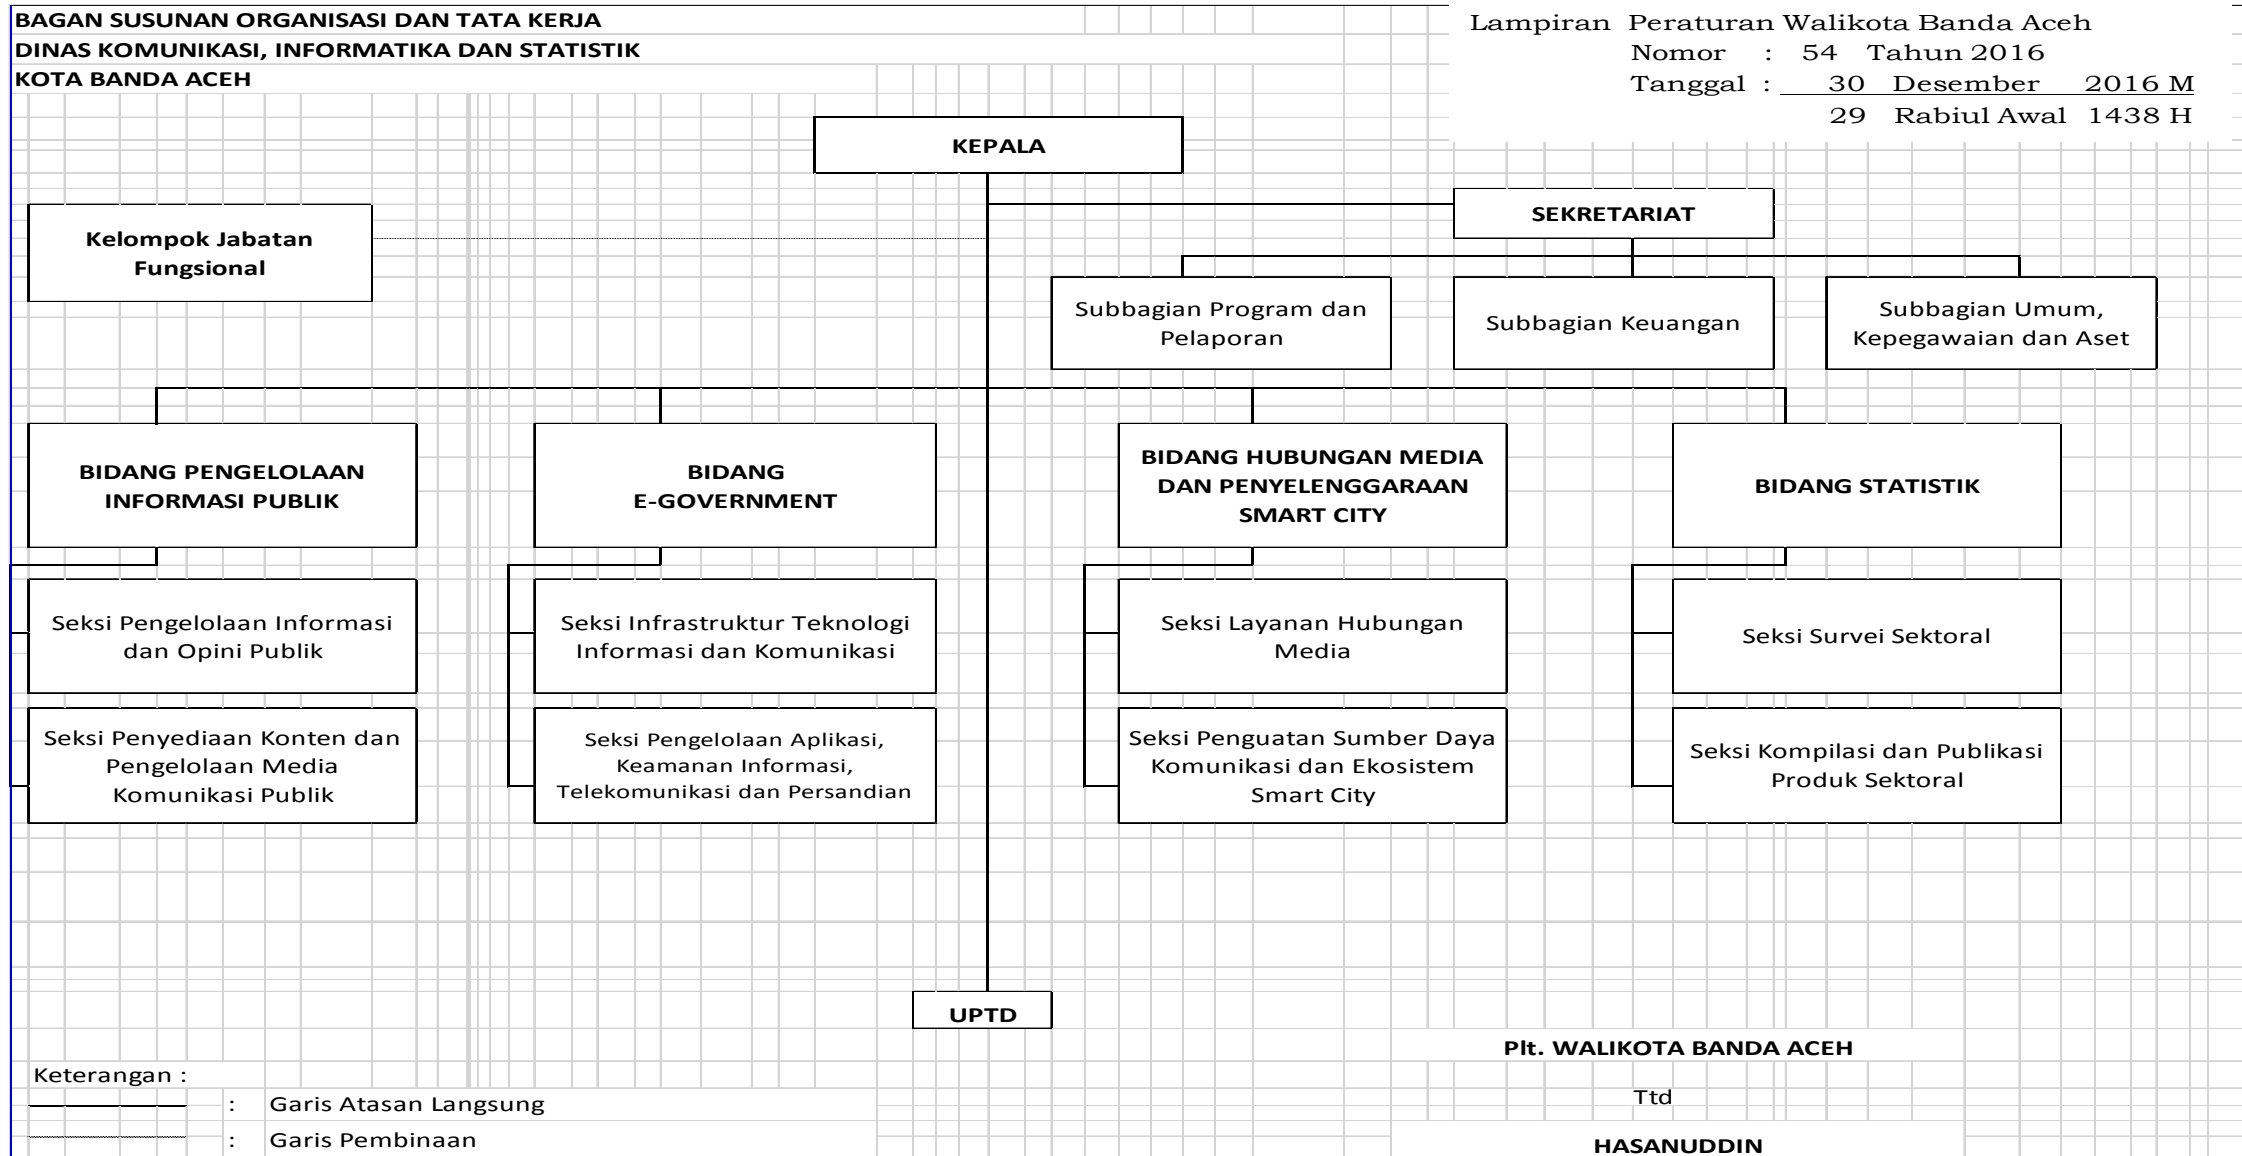 BAGAN SUSUNAN ORGANISASI DAN TATA KERJA
DINAS KOMUNIKASI, INFORMATIKA DAN STATISTIK
KOTA BANDA ACEH
Lampiran Peraturan Walikota Banda Aceh
Nomor : 54 Tahun 2016
Tanggal : 30 Desember 2016 M
29 Rabiul Awal 1438 H
KEPALA
SEKRETARIAT
Kelompok Jabatan
Fungsional
Subbagian Program dan
Pelaporan
Subbagian Keuangan
Subbagian Umum,
Kepegawaian dan Aset
BIDANG PENGELOLAAN
INFORMASI PUBLIK
BIDANG
E-GOVERNMENT
BIDANG HUBUNGAN MEDIA
DAN PENYELENGGARAAN
SMART CITY
BIDANG STATISTIK
Seksi Pengelolaan Informasi
dan Opini Publik
Seksi Infrastruktur Teknologi
Informasi dan Komunikasi
Seksi Layanan Hubungan
Media
Seksi Survei Sektoral
Seksi Penyediaan Konten dan
Pengelolaan Media
Komunikasi Publik
Seksi Pengelolaan Aplikasi,
Keamanan Informasi,
Telekomunikasi dan Persandian
Seksi Penguatan Sumber Daya
Komunikasi dan Ekosistem
Smart City
Seksi Kompilasi dan Publikasi
Produk Sektoral
UPTD
Keterangan :
: Garis Atasan Langsung
: Garis Pembinaan
Plt. WALIKOTA BANDA ACEH
Ttd
HASANUDDIN